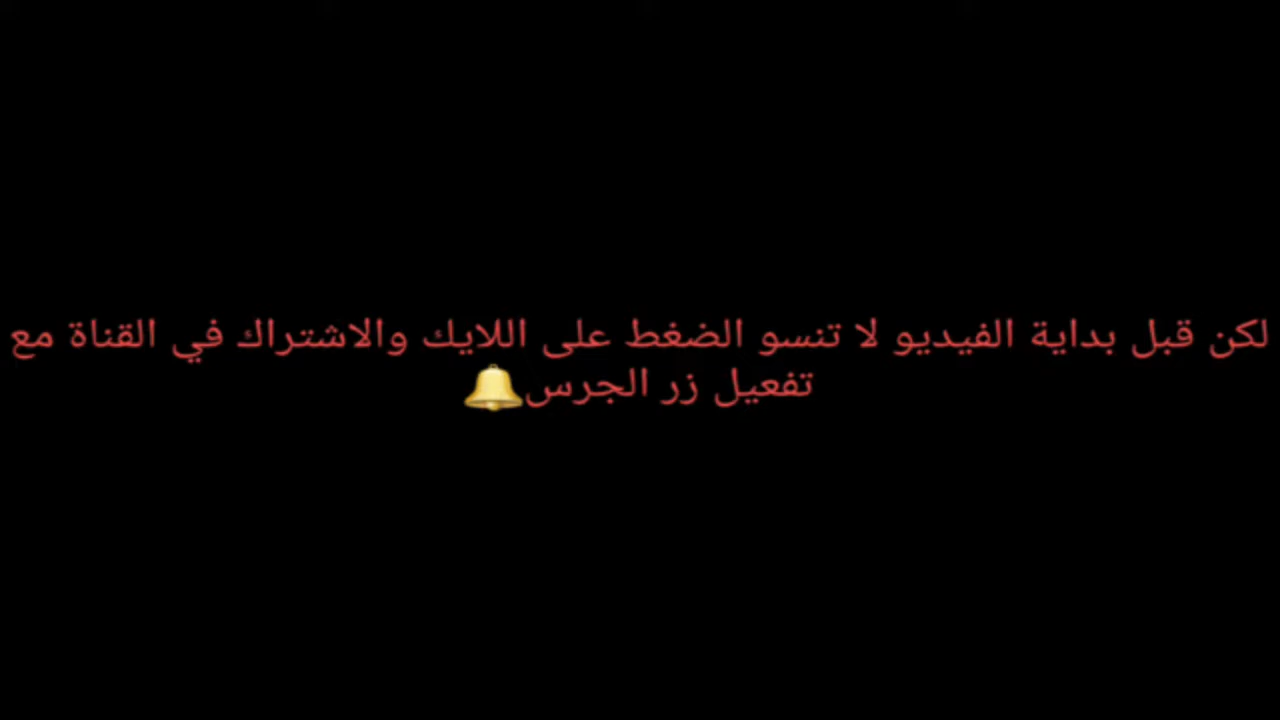 لكن قبل بداية الفيديو لا تنسو الضغط على اللايك والاشتراك في القناة مع
تفعيل زر الجرس🔔